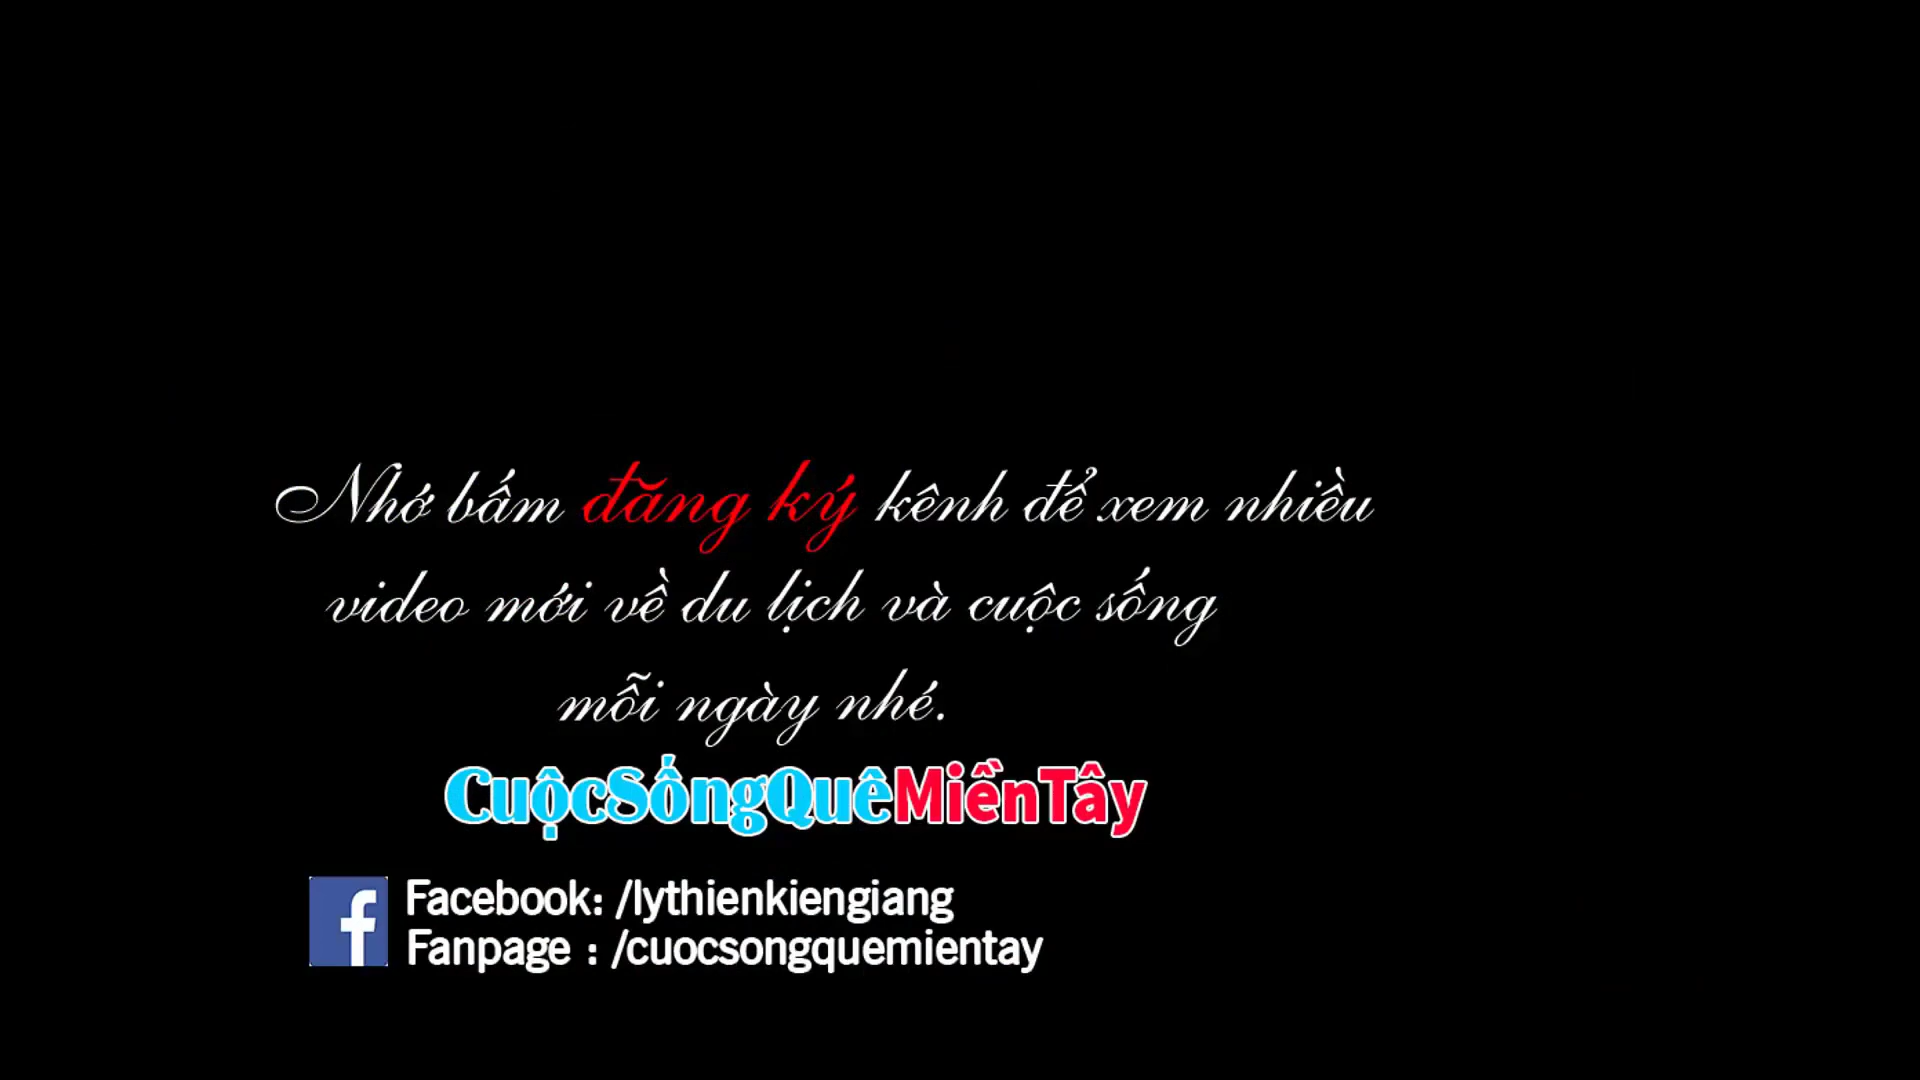 Nhớ bấm đăng ký kênh để xem nhiều
video mới về du lịch và cuộc sống
mỗi ngày nhé.
CuộcSốngQuêMiềnTây
Facebook: /lythienkiengiang
Fanpage : /cuocsongquemientay